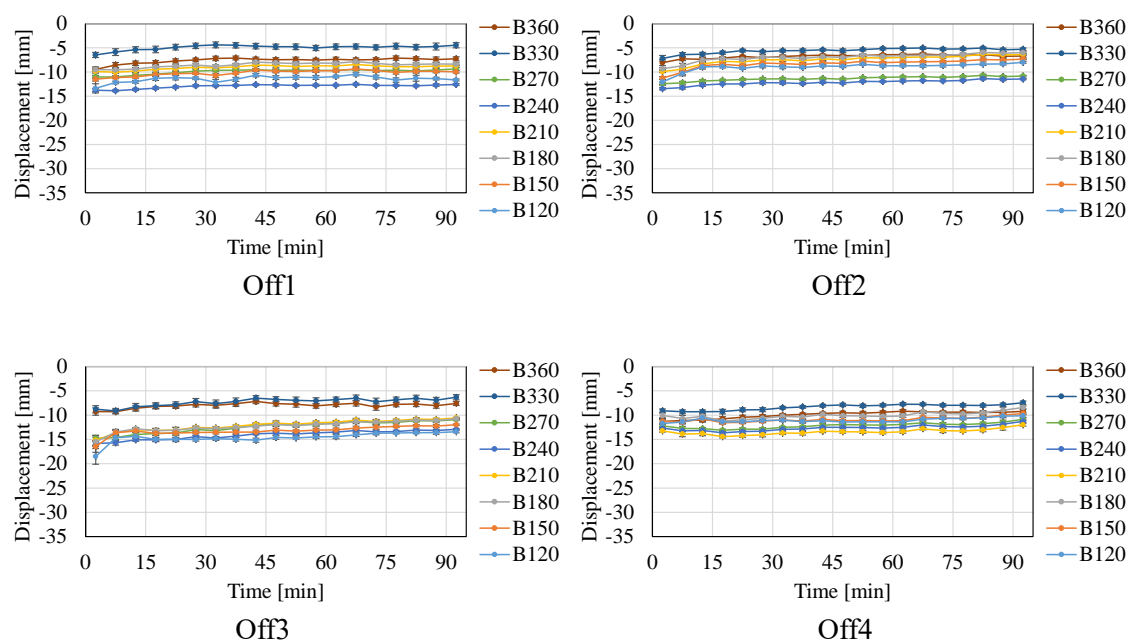 Displacement [mm]
0
-5
-10
-15
-20
-25
-30
-35
0 15 30 45 60 75 90
Time [min]
B360
B330
B270
B240
B210
B180
B150
B120
Off1
Displacement [mm]
0
-5
-10
-15
-20
-25
-30
-35
0 15 30 45 60 75 90
Time [min]
B360
B330
B270
B240
B210
B180
B150
B120
Off2
Displacement [mm]
0
-5
-10
-15
-20
-25
-30
-35
0 15 30 45 60 75 90
Time [min]
B360
B330
B270
B240
B210
B180
B150
B120
Off3
Displacement [mm]
0
-5
-10
-15
-20
-25
-30
-35
0 15 30 45 60 75 90
Time [min]
B360
B330
B270
B240
B210
B180
B150
B120
Off4